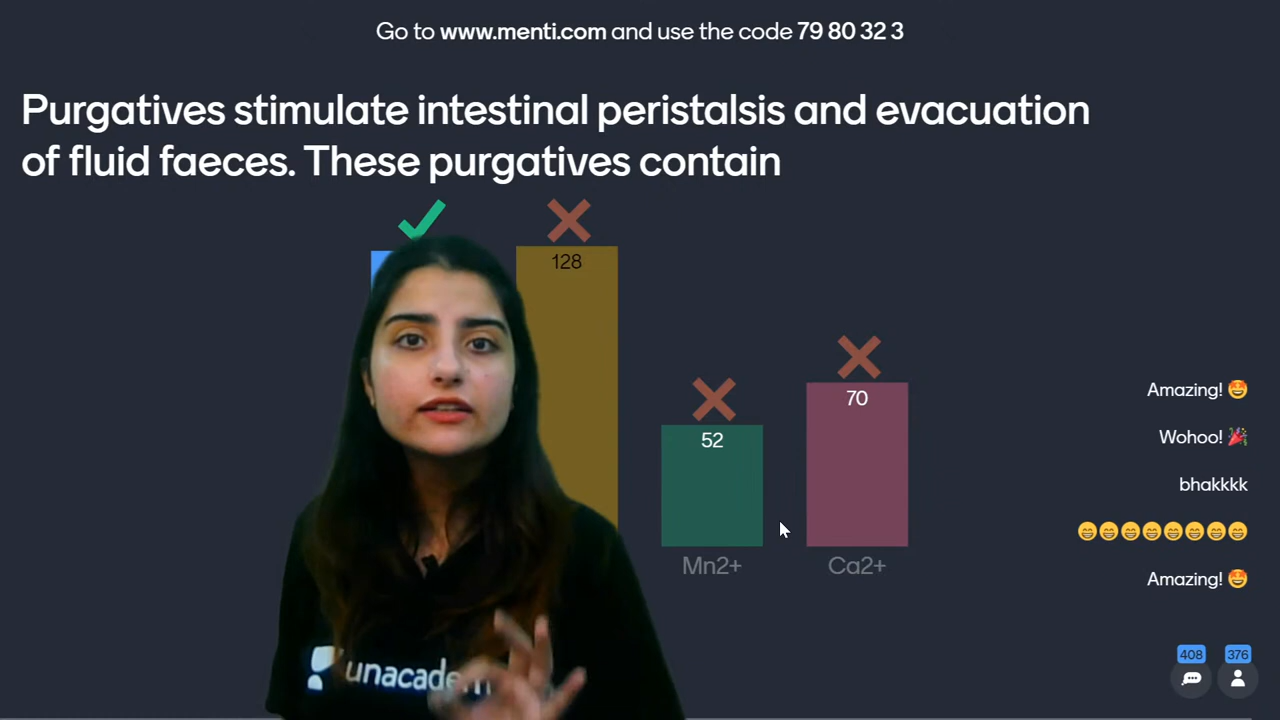 Go to www.menti.com and use the code 79 80 32 3
Purgatives stimulate intestinal peristalsis and evacuation
of fluid faeces. These purgatives contain
128
52
70
Mn2+
Ca2+
Amazing! 🤩
Wohoo! 🎉
bhakkkk
😁😁😁😁😁😁😁😁
Amazing! 🤩
408
376
unacadem